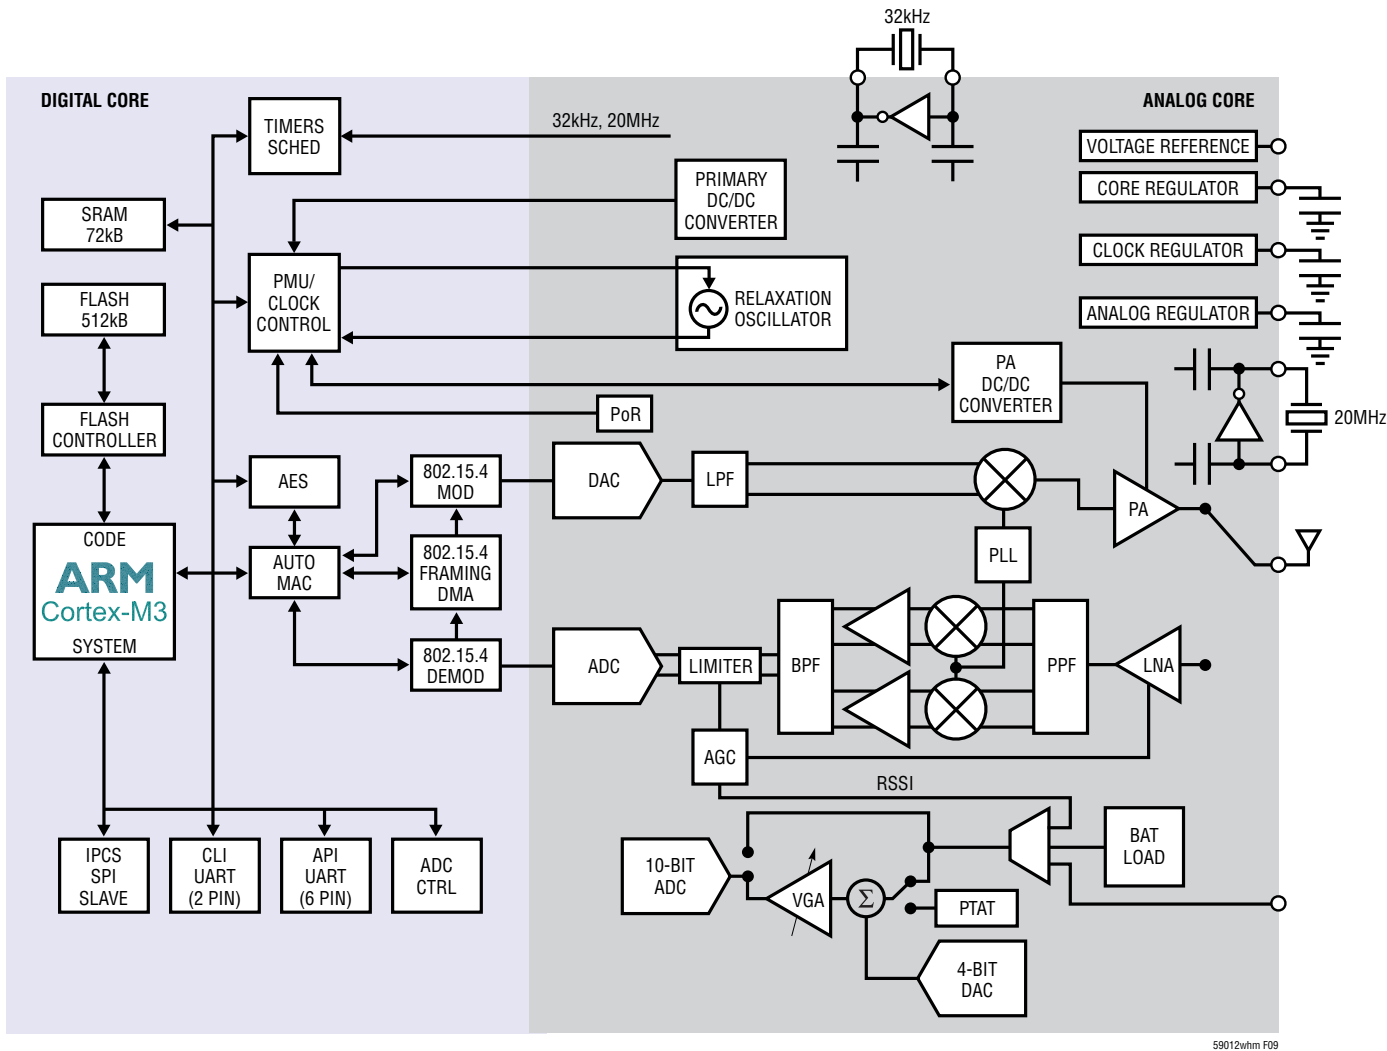 32kHz
DIGITAL CORE
ANALOG CORE
TIMERS
SCHED
32kHz, 20MHz
VOLTAGE REFERENCE
PRIMARY
DC/DC
CONVERTER
CORE REGULATOR
SRAM
72kB
CLOCK REGULATOR
PMU/
CLOCK
CONTROL
RELAXATION
OSCILLATOR
FLASH
512kB
ANALOG REGULATOR
PA
DC/DC
CONVERTER
PoR
20MHz
FLASH
CONTROLLER
AES
802.15.4
MOD
DAC
LPF
PA
CODE
ARM
Cortex-M3
SYSTEM
AUTO
MAC
802.15.4
FRAMING
DMA
PLL
802.15.4
DEMOD
ADC
LIMITER
BPF
PPF
LNA
AGC
RSSI
IPCS
SPI
SLAVE
CLI
UART
(2 PIN)
API
UART
(6 PIN)
ADC
CTRL
10-BIT
ADC
VGA
Σ
PTAT
BAT
LOAD
4-BIT
DAC
59012whm F09